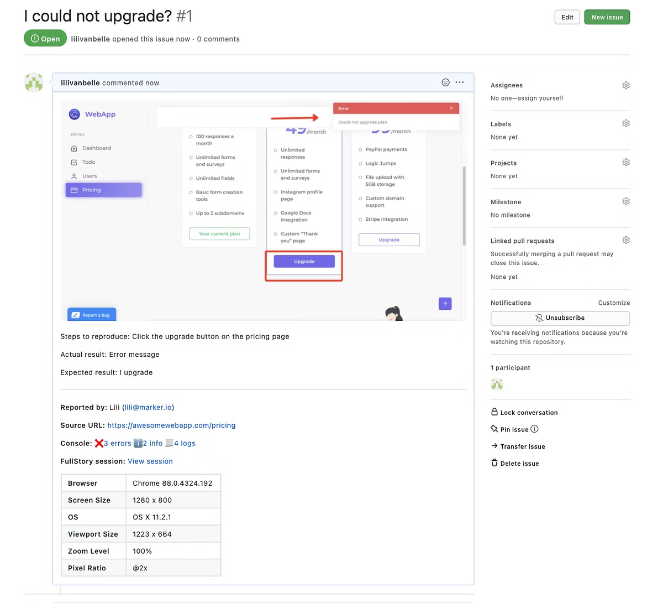 I could not upgrade? #1
Edit
New issue
Open
lilivanbelle opened this issue now · 0 comments
lilivanbelle commented now
WebApp
Dashboard
Todo
Users
Pricing
Report a bug
Error
Could not upgrade plan.
100 responses a
month
Unlimited forms
and surveys
Unlimited fields
Basic form creation
tools
Up to 2 subdomains
Your current plan
/month
Unlimited
responses
Unlimited forms
and surveys
Instagram profile
page
Google Docs
integration
Custom "Thank
you" page
Upgrade
/month
PayPal payments
Logic Jumps
File upload with
5GB storage
Custom domain
support
Stripe integration
Upgrade
Steps to reproduce: Click the upgrade button on the pricing page
Actual result: Error message
Expected result: I upgrade
Reported by: Lili (lili@marker.io)
Source URL: https://awesomewebapp.com/pricing
Console: ❌3 errors ℹ️2 info 📃4 logs
FullStory session: View session
Browser Chrome 88.0.4324.192
Screen Size 1280 x 800
OS OS X 11.2.1
Viewport Size 1223 x 664
Zoom Level 100%
Pixel Ratio @2x
Assignees
No one—assign yourself
Labels
None yet
Projects
None yet
Milestone
No milestone
Linked pull requests
Successfully merging a pull request may
close this issue.
None yet
Notifications Customize
Unsubscribe
You're receiving notifications because you're
watching this repository.
1 participant
Lock conversation
Pin issue
Transfer issue
Delete issue